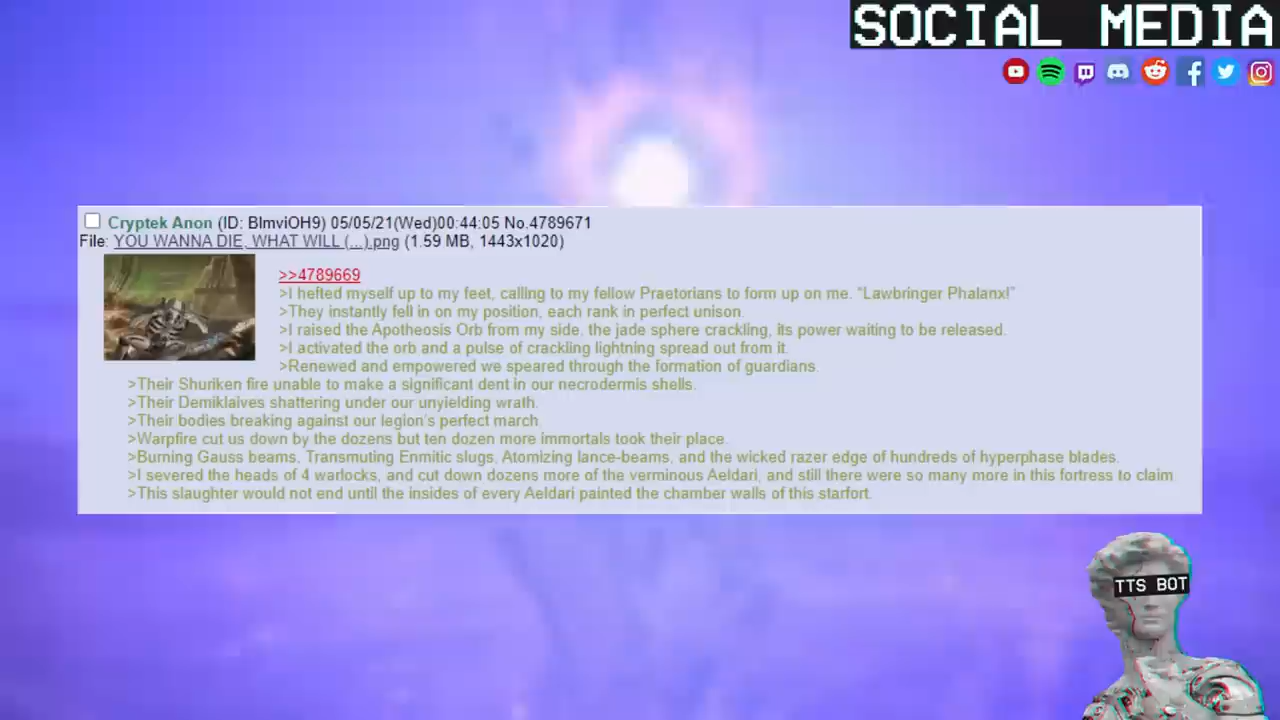 SOCIAL MEDIA
Cryptek Anon (ID: BlmviOH9) 05/05/21(Wed)00:44:05 No.4789671
File: YOU WANNA DIE, WHAT WILL (...).png (1.59 MB, 1443x1020)
>>4789669
>I hefted myself up to my feet, calling to my fellow Praetorians to form up on me. “Lawbringer Phalanx!”
>They instantly fell in on my position, each rank in perfect unison.
>I raised the Apotheosis Orb from my side. the jade sphere crackling, its power waiting to be released.
>I activated the orb and a pulse of crackling lightning spread out from it.
>Renewed and empowered we speared through the formation of guardians.
>Their Shuriken fire unable to make a significant dent in our necrodermis shells.
>Their Demiklaives shattering under our unyielding wrath.
>Their bodies breaking against our legion's perfect march.
>Warpfire cut us down by the dozens but ten dozen more immortals took their place.
>Burning Gauss beams, Transmuting Enmitic slugs, Atomizing lance-beams, and the wicked razer edge of hundreds of hyperphase blades.
>I severed the heads of 4 warlocks, and cut down dozens more of the verminous Aeldari, and still there were so many more in this fortress to claim.
>This slaughter would not end until the insides of every Aeldari painted the chamber walls of this starfort.
TTS BOT